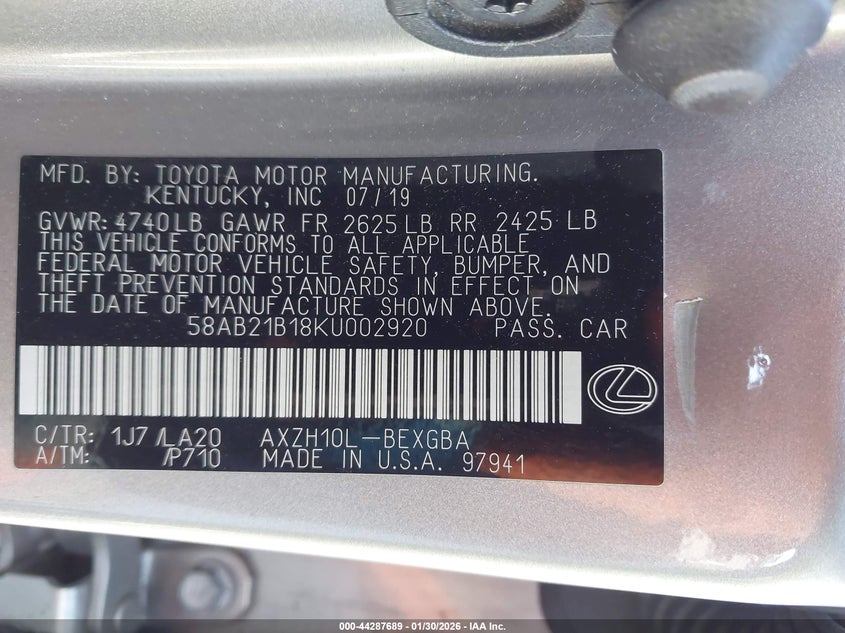 MFD. BY: TOYOTA MOTOR MANUFACTURING.
KENTUCKY, INC 07/19
GVWR: 4740LB GAWR FR 2625LB RR 2425 LB
THIS VEHICLE CONFORMS TO ALL APPLICABLE
FEDERAL MOTOR VEHICLE SAFETY, BUMPER, AND
THEFT PREVENTION STANDARDS IN EFFECT ON
THE DATE OF MANUFACTURE SHOWN ABOVE.
58AB21B18KU002920 PASS. CAR
C/TR: 1J7 /LA20 AXZH10L-BEXGBA
A/TM: /P710 MADE IN U.S.A. 97941
000-44287689 - 01/30/2026 - IAA Inc.